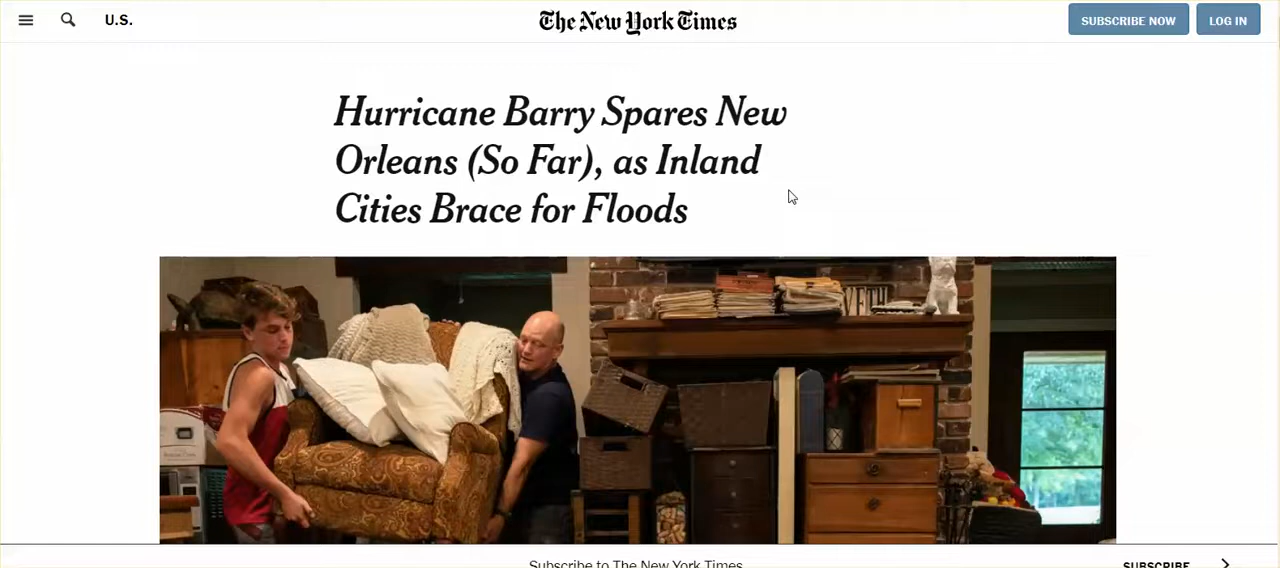 U.S.
The New York Times
SUBSCRIBE NOW
LOG IN
Hurricane Barry Spares New
Orleans (So Far), as Inland
Cities Brace for Floods
Subscribe to The New York Times
SUBSCRIBE